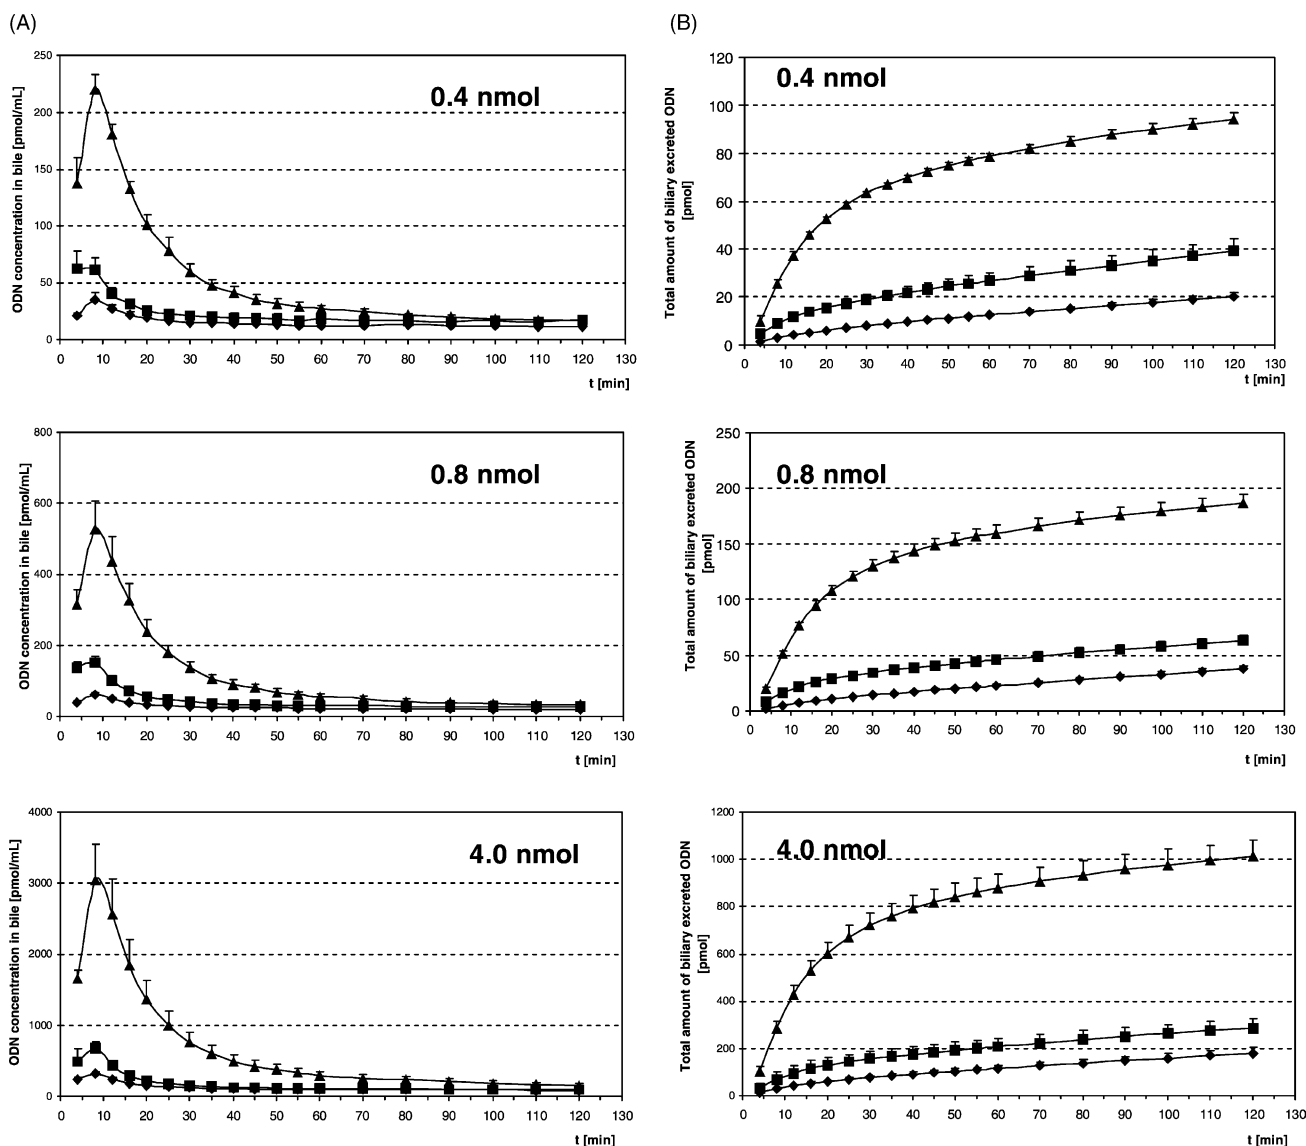 (A)
ODN concentration in bile [pmol/mL]
250
200
150
100
50
0
0.4 nmol
0 10 20 30 40 50 60 70 80 90 100 110 120 130
t [min]
ODN concentration in bile [pmol/mL]
800
600
400
200
0
0.8 nmol
0 10 20 30 40 50 60 70 80 90 100 110 120 130
t [min]
ODN concentration in bile [pmol/mL]
4000
3000
2000
1000
0
4.0 nmol
0 10 20 30 40 50 60 70 80 90 100 110 120 130
t [min]
(B)
Total amount of biliary excreted ODN
[pmol]
120
100
80
60
40
20
0
0.4 nmol
0 10 20 30 40 50 60 70 80 90 100 110 120 130
t [min]
Total amount of biliary excreted ODN
[pmol]
250
200
150
100
50
0
0.8 nmol
0 10 20 30 40 50 60 70 80 90 100 110 120 130
t [min]
Total amount of biliary excreted ODN
[pmol]
1200
1000
800
600
400
200
0
4.0 nmol
0 10 20 30 40 50 60 70 80 90 100 110 120 130
t [min]